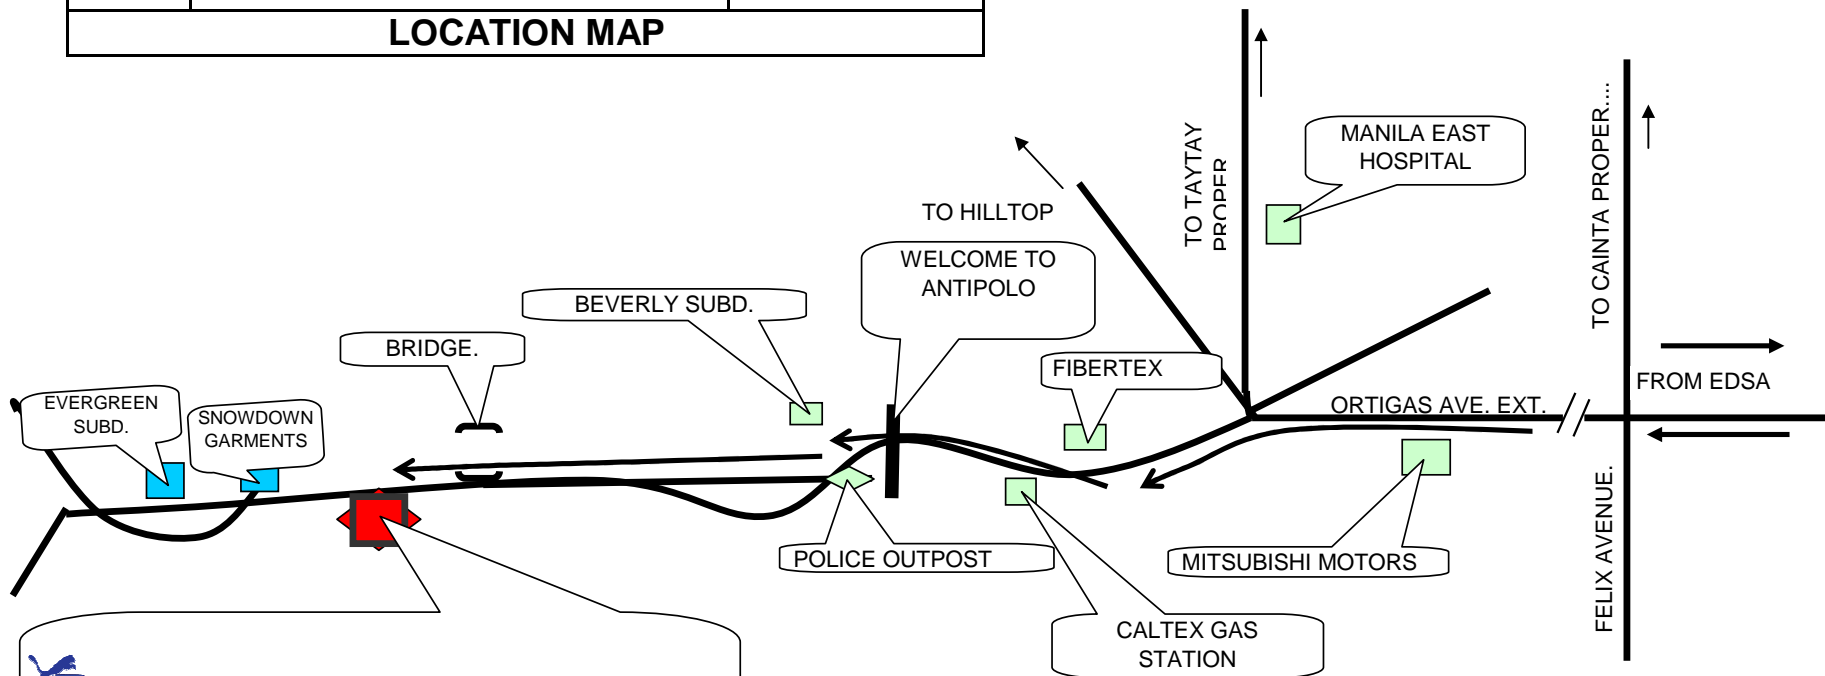 LOCATION MAP
MANILA EAST
HOSPITAL
TO TAYTAY
PROPER
TO CAINTA PROPER....
TO HILLTOP
WELCOME TO
ANTIPOLO
BEVERLY SUBD.
BRIDGE.
FIBERTEX
FROM EDSA
ORTIGAS AVE. EXT.
EVERGREEN
SUBD.
SNOWDOWN
GARMENTS
POLICE OUTPOST
MITSUBISHI MOTORS
FELIX AVENUE.
CALTEX GAS
STATION